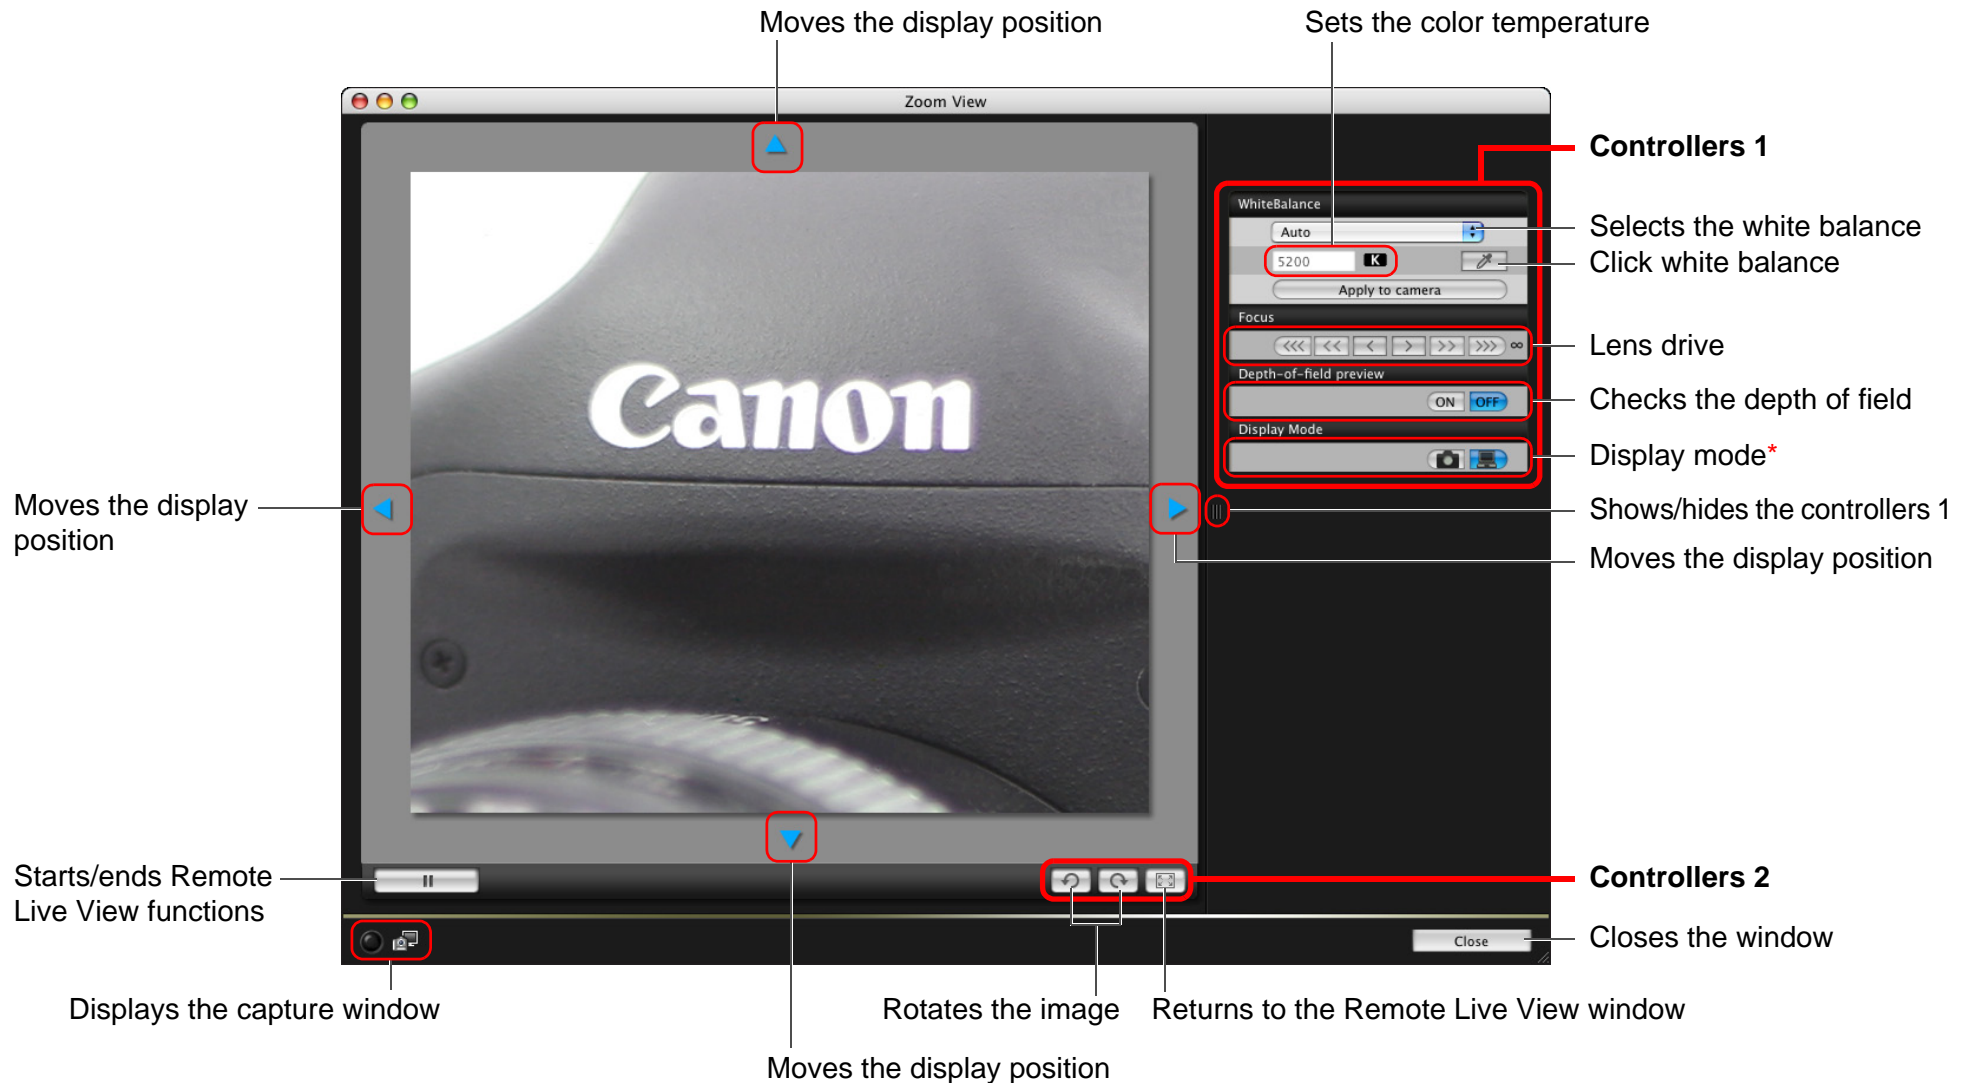 Moves the display position
Sets the color temperature
Zoom View
Controllers 1
WhiteBalance
Auto
Selects the white balance
5200 K
Click white balance
Apply to camera
Focus
<<< << < > >> >>> ∞
Lens drive
Depth-of-field preview
ON OFF
Checks the depth of field
Display Mode
Display mode*
Canon
Moves the display
position
Shows/hides the controllers 1
Moves the display position
Starts/ends Remote
Live View functions
Controllers 2
Close
Closes the window
Displays the capture window
Rotates the image
Returns to the Remote Live View window
Moves the display position